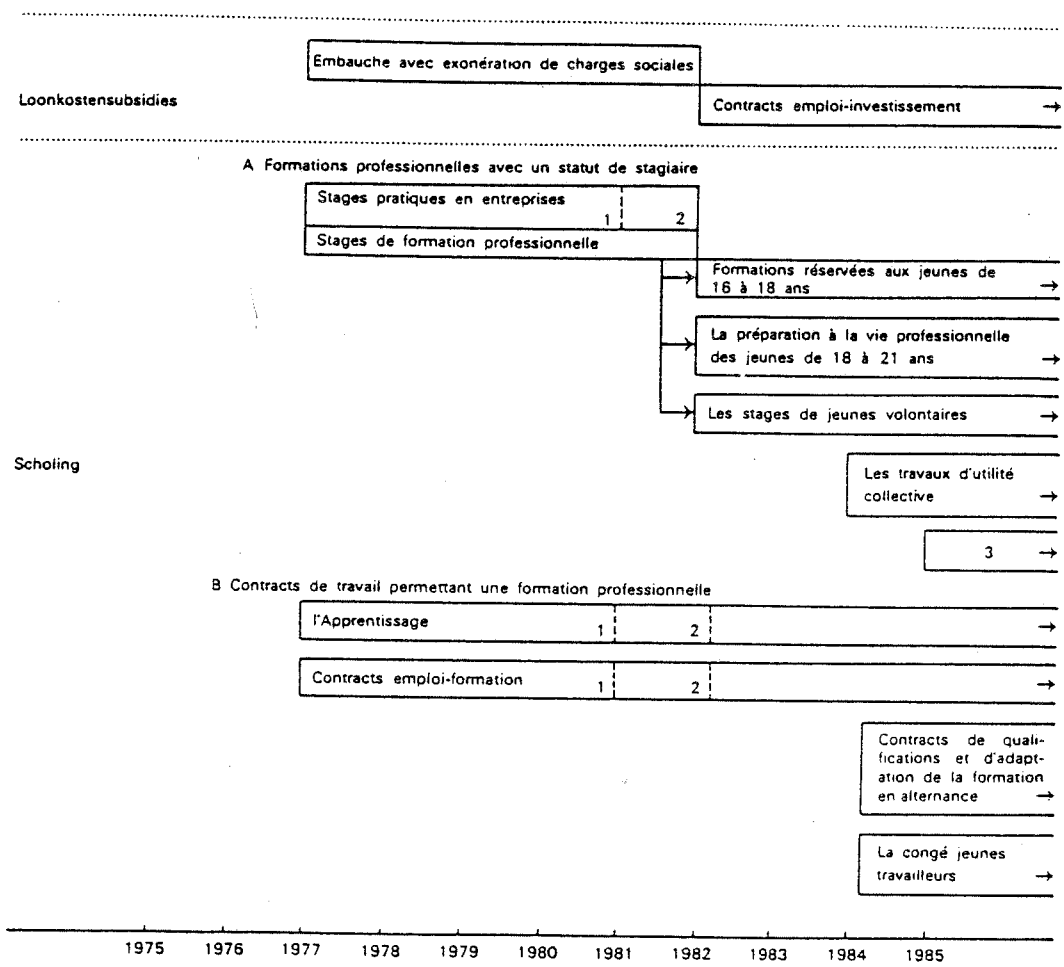 Embauche avec exonération de charges sociales
Loonkostensubsidies
Contracts emploi-investissement →
A Formations professionnelles avec un statut de stagiaire
Stages pratiques en entreprises
1 2
Stages de formation professionnelle
Formations réservées aux jeunes de
16 à 18 ans →
La préparation à la vie professionnelle
des jeunes de 18 à 21 ans →
Les stages de jeunes volontaires →
Scholing
Les travaux d'utilité
collective →
3 →
B Contracts de travail permettant une formation professionnelle
l'Apprentissage 1 2 →
Contracts emploi-formation 1 2 →
Contracts de quali-
fications et d'adapt-
ation de la formation
en alternance →
La congé jeunes
travailleurs →
1975 1976 1977 1978 1979 1980 1981 1982 1983 1984 1985